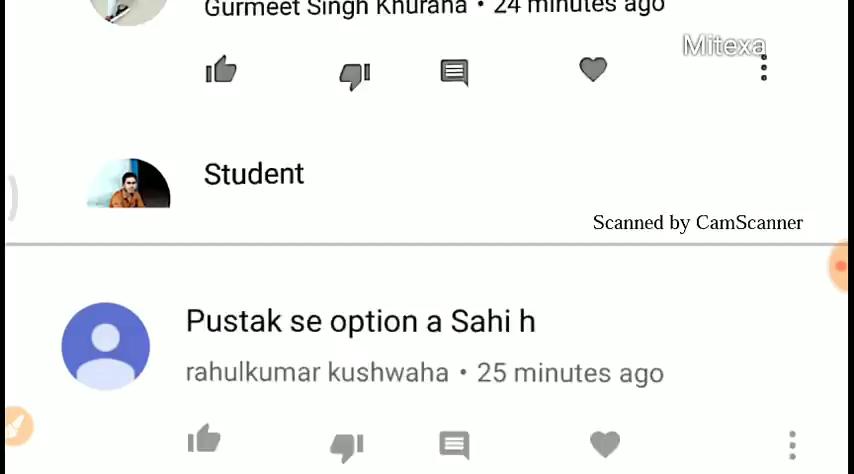 Gurmeet Singh Khurana • 24 minutes ago
Mitexa
Student
Scanned by CamScanner
Pustak se option a Sahi h
rahulkumar kushwaha • 25 minutes ago